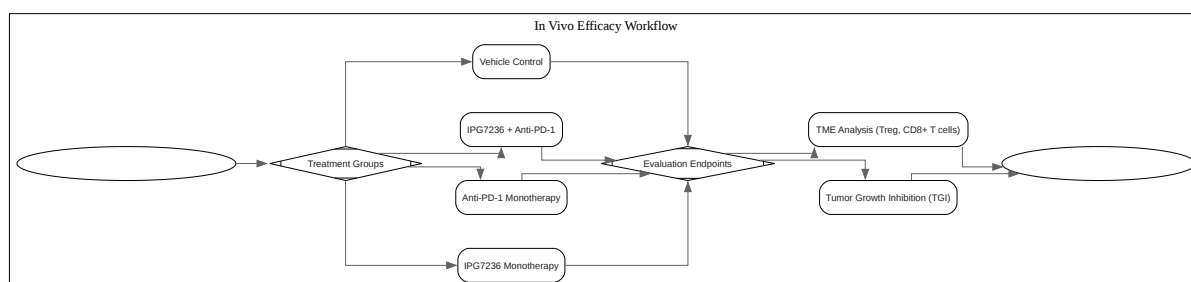 In Vivo Efficacy Workflow
Vehicle Control
IPG7236 + Anti-PD-1
TME Analysis (Treg, CD8+ T cells)
Treatment Groups
Evaluation Endpoints
Anti-PD-1 Monotherapy
Tumor Growth Inhibition (TGI)
IPG7236 Monotherapy